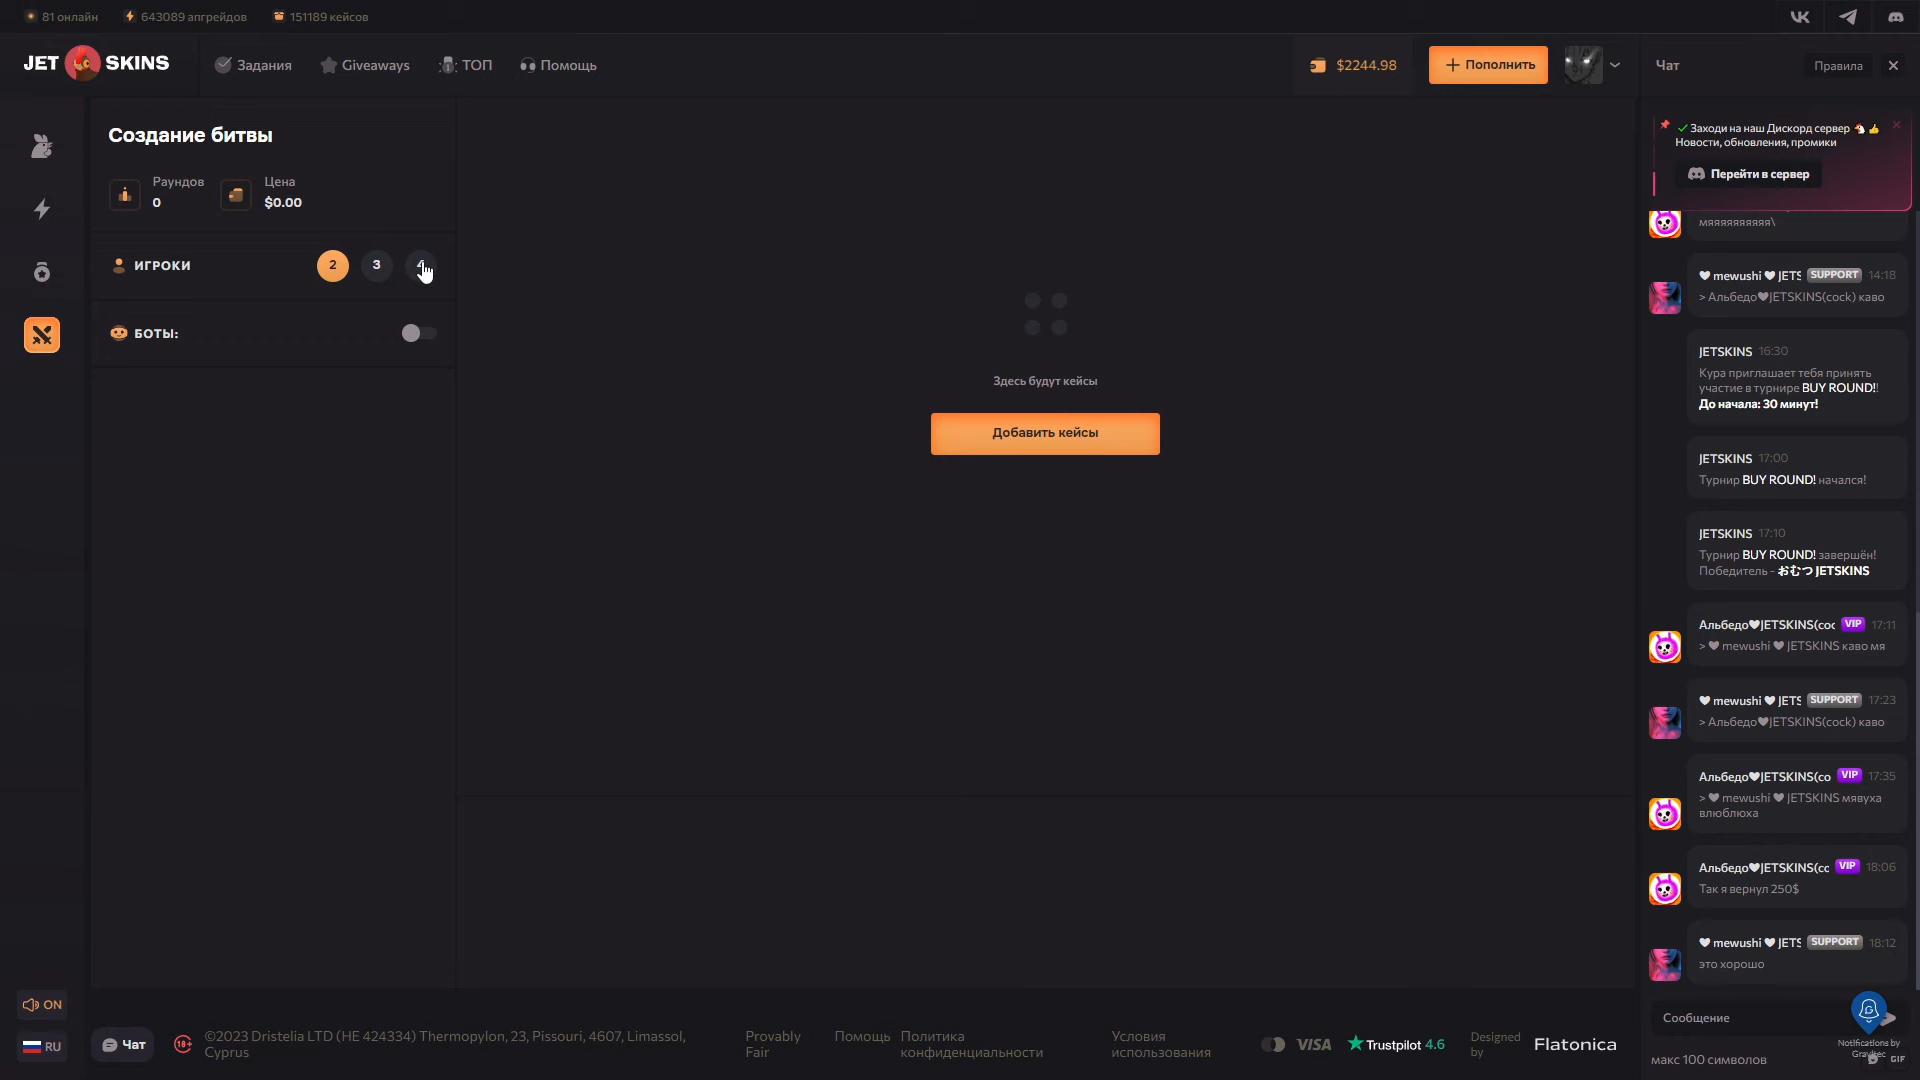 81 онлайн
643089 апгрейдов
151189 кейсов
JET SKINS
Задания
Giveaways
ТОП
Помощь
$2244.98
Пополнить
Чат
Правила
Создание битвы
Раундов
0
Цена
$0.00
ИГРОКИ
2
3
БОТЫ:
Здесь будут кейсы
Добавить кейсы
Заходи на наш Дискорд сервер
Новости, обновления, промики
Перейти в сервер
мяяяяяяяяяя\
mewushi ♥ JETS SUPPORT 14:18
> Альбедо♥JETSKINS(cock) каво
JETSKINS 16:30
Кура приглашает тебя принять
участие в турнире BUY ROUND!!
До начала: 30 минут!
JETSKINS 17:00
Турнир BUY ROUND! начался!
JETSKINS 17:10
Турнир BUY ROUND! завершён!
Победитель - おむつ JETSKINS
Альбедо♥JETSKINS(coc VIP 17:11
> ♥ mewushi ♥ JETSKINS каво мя
♥ mewushi ♥ JETS SUPPORT 17:23
> Альбедо♥JETSKINS(cock) каво
Альбедо♥JETSKINS(co VIP 17:35
> ♥ mewushi ♥ JETSKINS мявуха
влюблюха
Альбедо♥JETSKINS(cc VIP 18:06
Так я вернул 250$
♥ mewushi ♥ JETS SUPPORT 18:12
это хорошо
Сообщение
макс 100 символов
Notifications by
GIF
ON
RU
Чат
18+
©2023 Dristelia LTD (HE 424334) Thermopylon, 23, Pissouri, 4607, Limassol,
Cyprus
Provably
Fair
Помощь
Политика
конфиденциальности
Условия
использования
VISA
Trustpilot 4.6
Designed
by
Flatonica